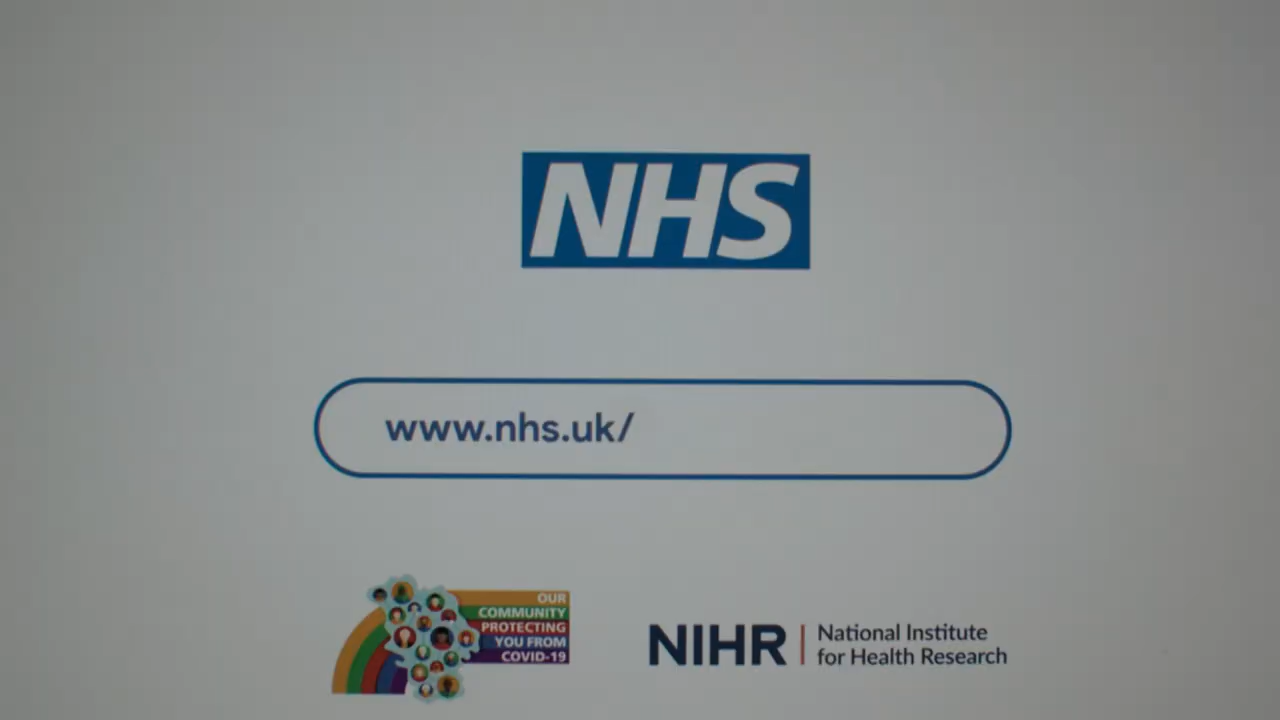 NHS
www.nhs.uk/
OUR
COMMUNITY
PROTECTING
YOU FROM
COVID-19
NIHR | National Institute
for Health Research